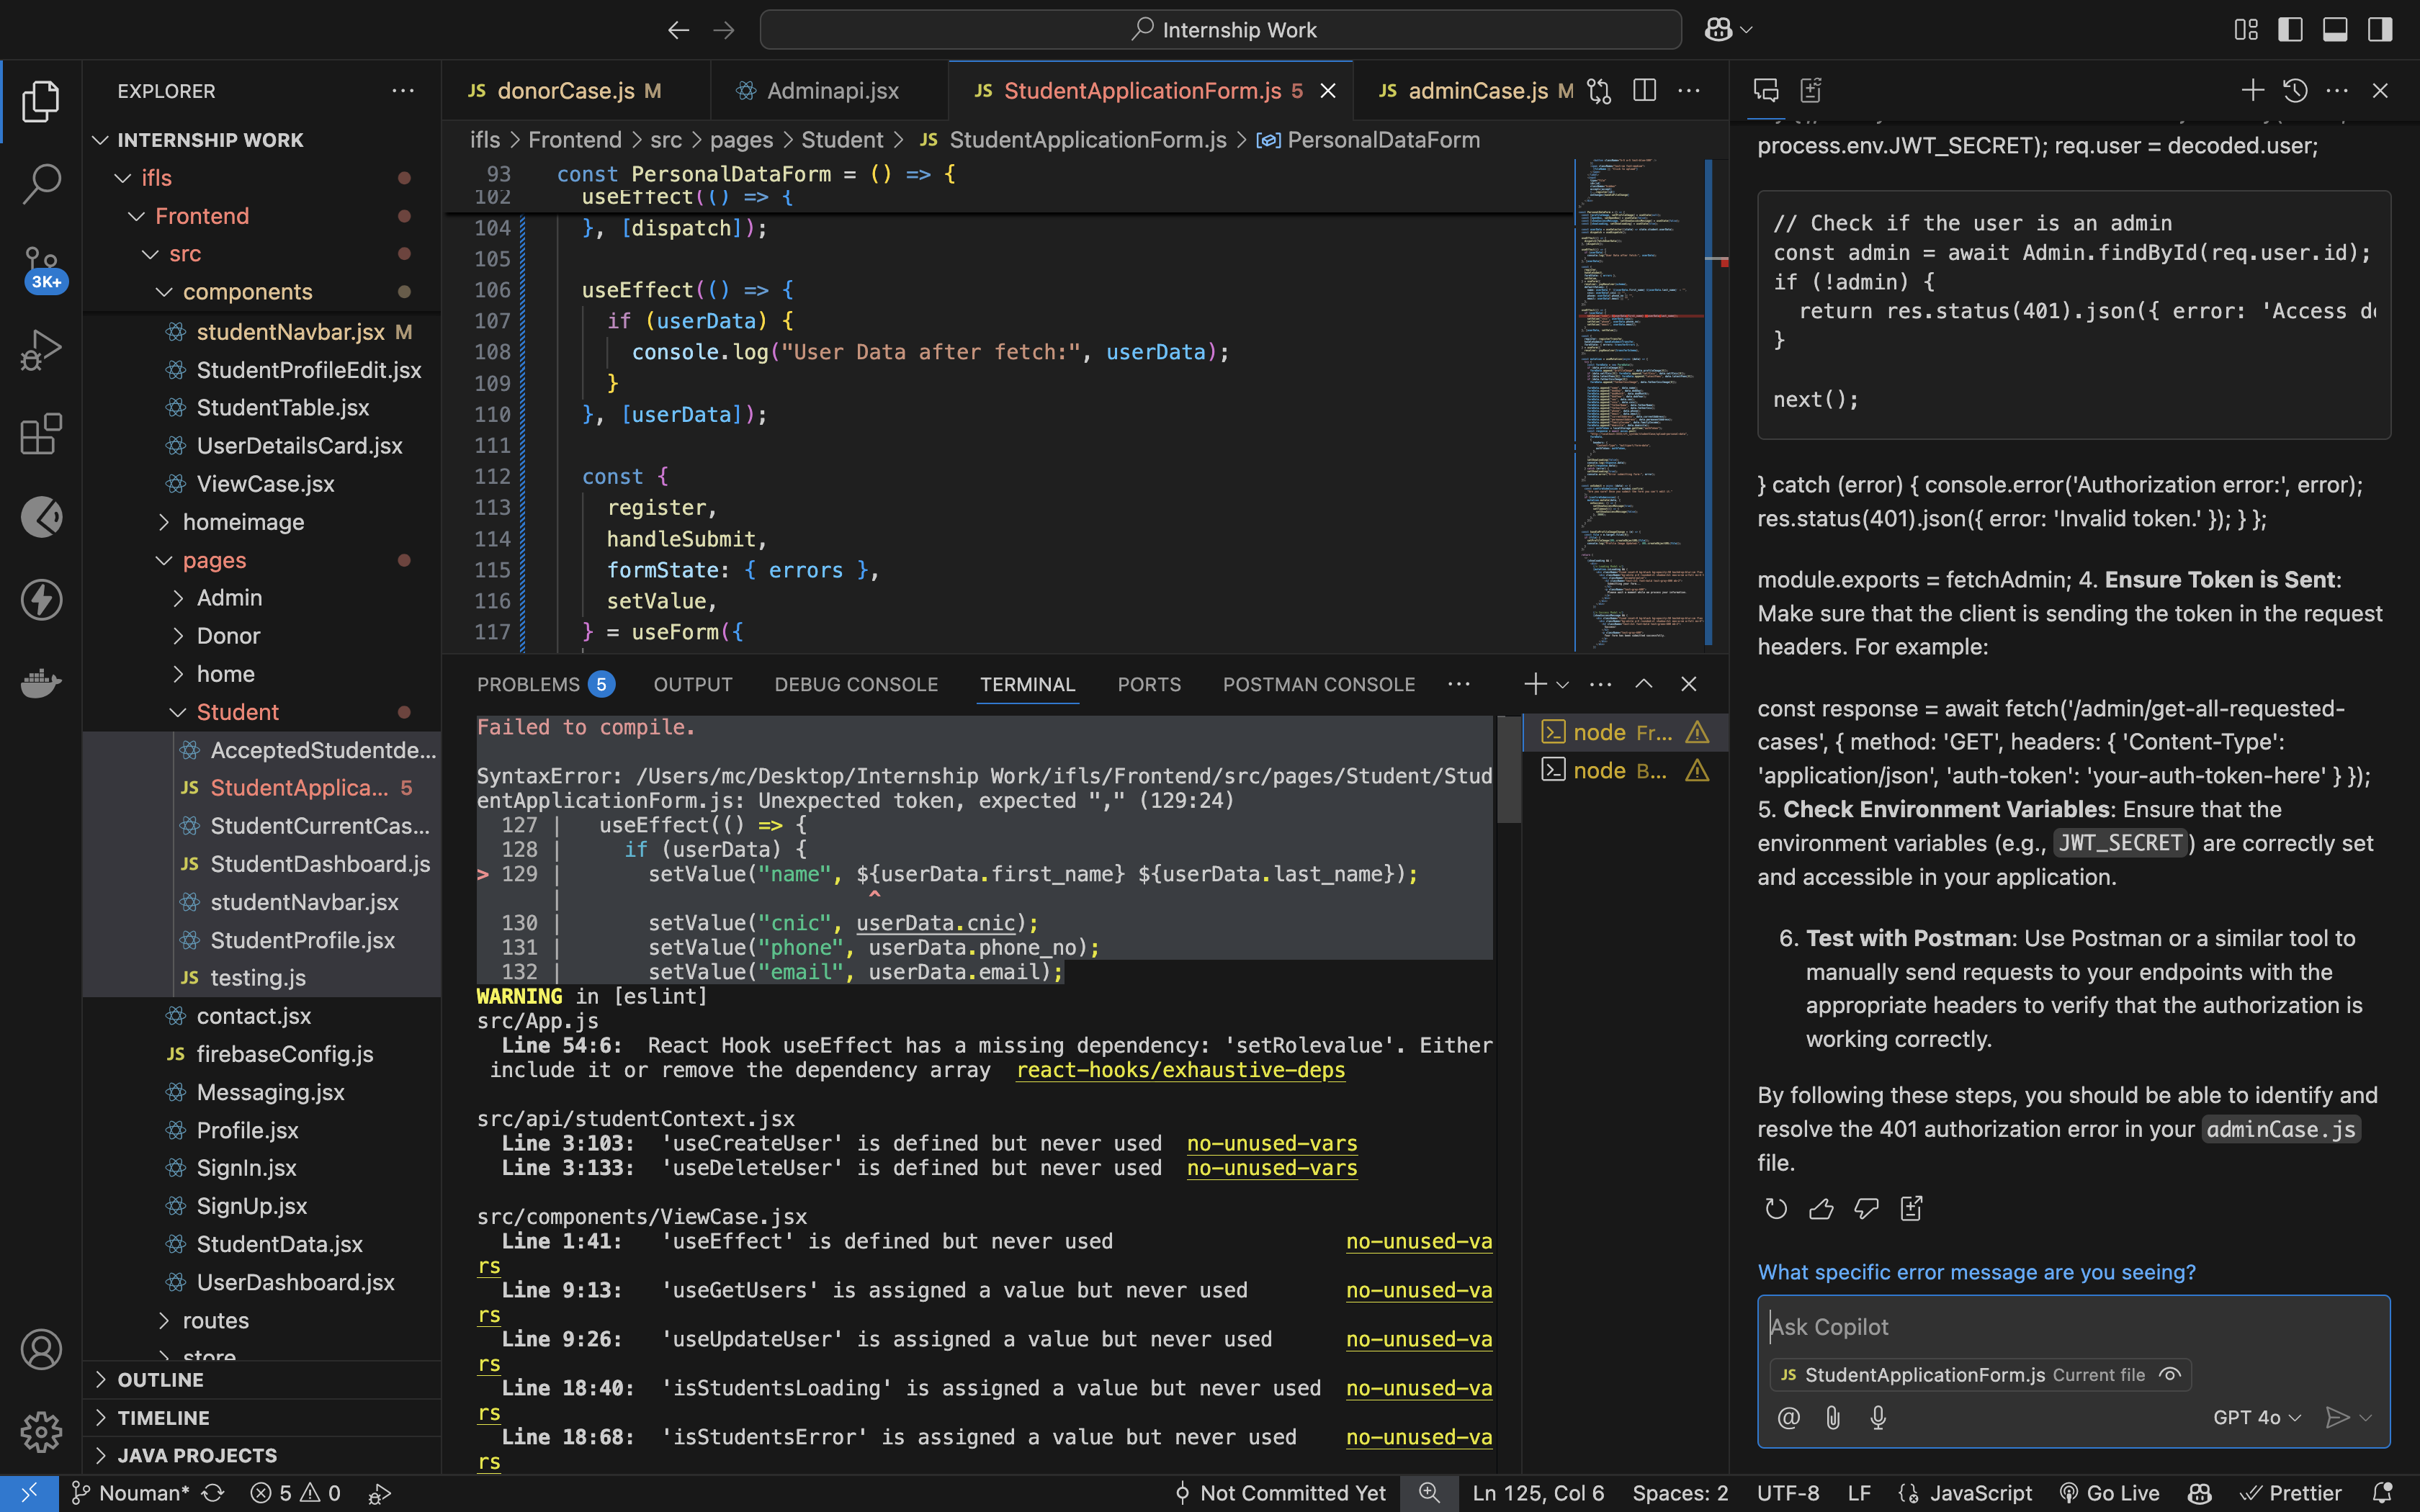 Internship Work
EXPLORER
INTERNSHIP WORK
ifls
Frontend
src
components
studentNavbar.jsx M
StudentProfileEdit.jsx
StudentTable.jsx
UserDetailsCard.jsx
ViewCase.jsx
homeimage
pages
Admin
Donor
home
Student
AcceptedStudentde...
JS StudentApplica... 5
StudentCurrentCas...
JS StudentDashboard.js
studentNavbar.jsx
StudentProfile.jsx
JS testing.js
contact.jsx
JS firebaseConfig.js
Messaging.jsx
Profile.jsx
SignIn.jsx
SignUp.jsx
StudentData.jsx
UserDashboard.jsx
routes
store
OUTLINE
TIMELINE
JAVA PROJECTS
3K+
JS donorCase.js M
Adminapi.jsx
JS StudentApplicationForm.js 5
JS adminCase.js M
ifls > Frontend > src > pages > Student > JS StudentApplicationForm.js > PersonalDataForm
93 const PersonalDataForm = () => {
102 useEffect(() => {
104 }, [dispatch]);
105
106 useEffect(() => {
107 if (userData) {
108 console.log("User Data after fetch:", userData);
109 }
110 }, [userData]);
111
112 const {
113 register,
114 handleSubmit,
115 formState: { errors },
116 setValue,
117 } = useForm({
PROBLEMS 5 OUTPUT DEBUG CONSOLE TERMINAL PORTS POSTMAN CONSOLE
Failed to compile.
SyntaxError: /Users/mc/Desktop/Internship Work/ifls/Frontend/src/pages/Student/Stud
entApplicationForm.js: Unexpected token, expected "," (129:24)
127 | useEffect(() => {
128 | if (userData) {
> 129 | setValue("name", ${userData.first_name} ${userData.last_name});
| ^
130 | setValue("cnic", userData.cnic);
131 | setValue("phone", userData.phone_no);
132 | setValue("email", userData.email);
WARNING in [eslint]
src/App.js
Line 54:6: React Hook useEffect has a missing dependency: 'setRolevalue'. Either
include it or remove the dependency array react-hooks/exhaustive-deps
src/api/studentContext.jsx
Line 3:103: 'useCreateUser' is defined but never used no-unused-vars
Line 3:133: 'useDeleteUser' is defined but never used no-unused-vars
src/components/ViewCase.jsx
Line 1:41: 'useEffect' is defined but never used no-unused-va
rs
Line 9:13: 'useGetUsers' is assigned a value but never used no-unused-va
rs
Line 9:26: 'useUpdateUser' is assigned a value but never used no-unused-va
rs
Line 18:40: 'isStudentsLoading' is assigned a value but never used no-unused-va
rs
Line 18:68: 'isStudentsError' is assigned a value but never used no-unused-va
rs
node Fr...
node B...
process.env.JWT_SECRET); req.user = decoded.user;
// Check if the user is an admin
const admin = await Admin.findById(req.user.id);
if (!admin) {
return res.status(401).json({ error: 'Access de
}
next();
} catch (error) { console.error('Authorization error:', error);
res.status(401).json({ error: 'Invalid token.' }); } };
module.exports = fetchAdmin; 4. Ensure Token is Sent:
Make sure that the client is sending the token in the request
headers. For example:
const response = await fetch('/admin/get-all-requested-
cases', { method: 'GET', headers: { 'Content-Type':
'application/json', 'auth-token': 'your-auth-token-here' } });
5. Check Environment Variables: Ensure that the
environment variables (e.g., JWT_SECRET) are correctly set
and accessible in your application.
6. Test with Postman: Use Postman or a similar tool to
manually send requests to your endpoints with the
appropriate headers to verify that the authorization is
working correctly.
By following these steps, you should be able to identify and
resolve the 401 authorization error in your adminCase.js
file.
What specific error message are you seeing?
Ask Copilot
JS StudentApplicationForm.js Current file
GPT 4o
Nouman* 5 0
Not Committed Yet
Ln 125, Col 6 Spaces: 2 UTF-8 LF JavaScript Go Live Prettier